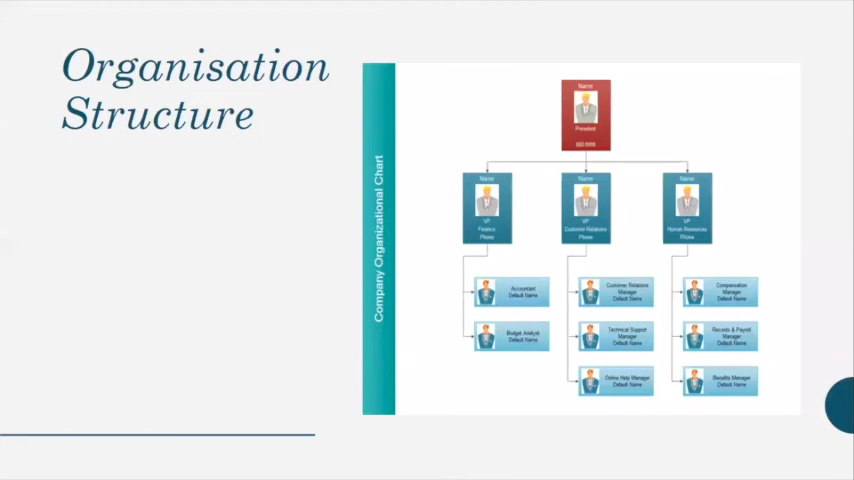 Organisation
Structure
Company Organizational Chart
Name
President
555-5555
Name
VP
Finance
Phone
Name
VP
Customer Relations
Phone
Name
VP
Human Resources
Phone
Accountant
Default Name
Budget Analyst
Default Name
Customer Relations
Manager
Default Name
Technical Support
Manager
Default Name
Online Help Manager
Default Name
Compensation
Manager
Default Name
Records & Payroll
Manager
Default Name
Benefits Manager
Default Name